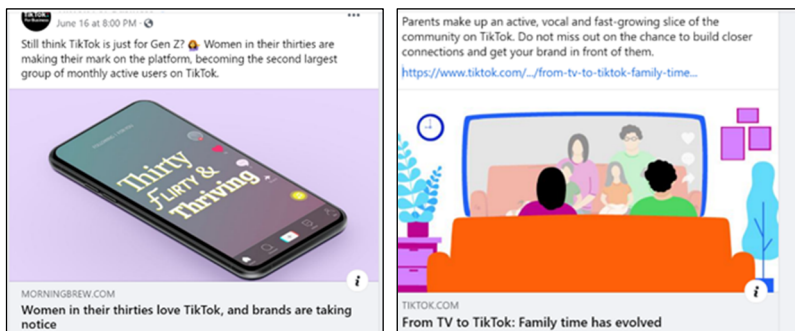 TikTok:
For Business
June 16 at 8:00 PM ·
Still think TikTok is just for Gen Z? 🤷‍♀️ Women in their thirties are
making their mark on the platform, becoming the second largest
group of monthly active users on TikTok.
Thirty
FLIRTY &
Thriving
MORNINGBREW.COM
Women in their thirties love TikTok, and brands are taking
notice
Parents make up an active, vocal and fast-growing slice of the
community on TikTok. Do not miss out on the chance to build closer
connections and get your brand in front of them.
https://www.tiktok.com/.../from-tv-to-tiktok-family-time...
TIKTOK.COM
From TV to TikTok: Family time has evolved